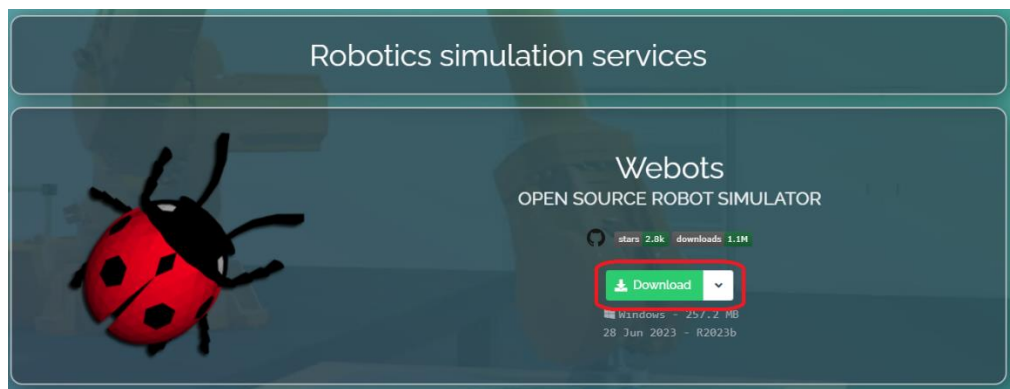 Robotics simulation services
Webots
OPEN SOURCE ROBOT SIMULATOR
stars 2.8k downloads 1.1M
Download
Windows - 257.2 MB
28 Jun 2023 - R2023b